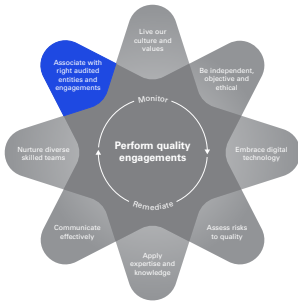 Live our
culture and
values
Associate with
right audited
entities and
engagements
Be independent,
objective and
ethical
Monitor
Nurture diverse
skilled teams
Perform quality
engagements
Embrace digital
technology
Remediate
Communicate
effectively
Assess risks
to quality
Apply
expertise and
knowledge